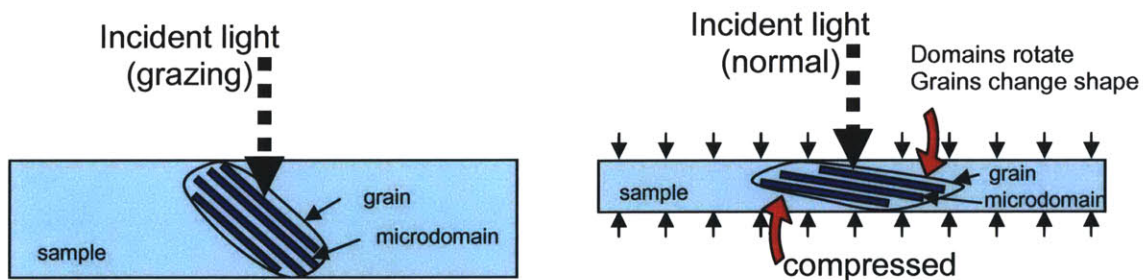 Incident light
(grazing)
grain
microdomain
sample
Incident light
(normal)
Domains rotate
Grains change shape
sample
grain
microdomain
compressed